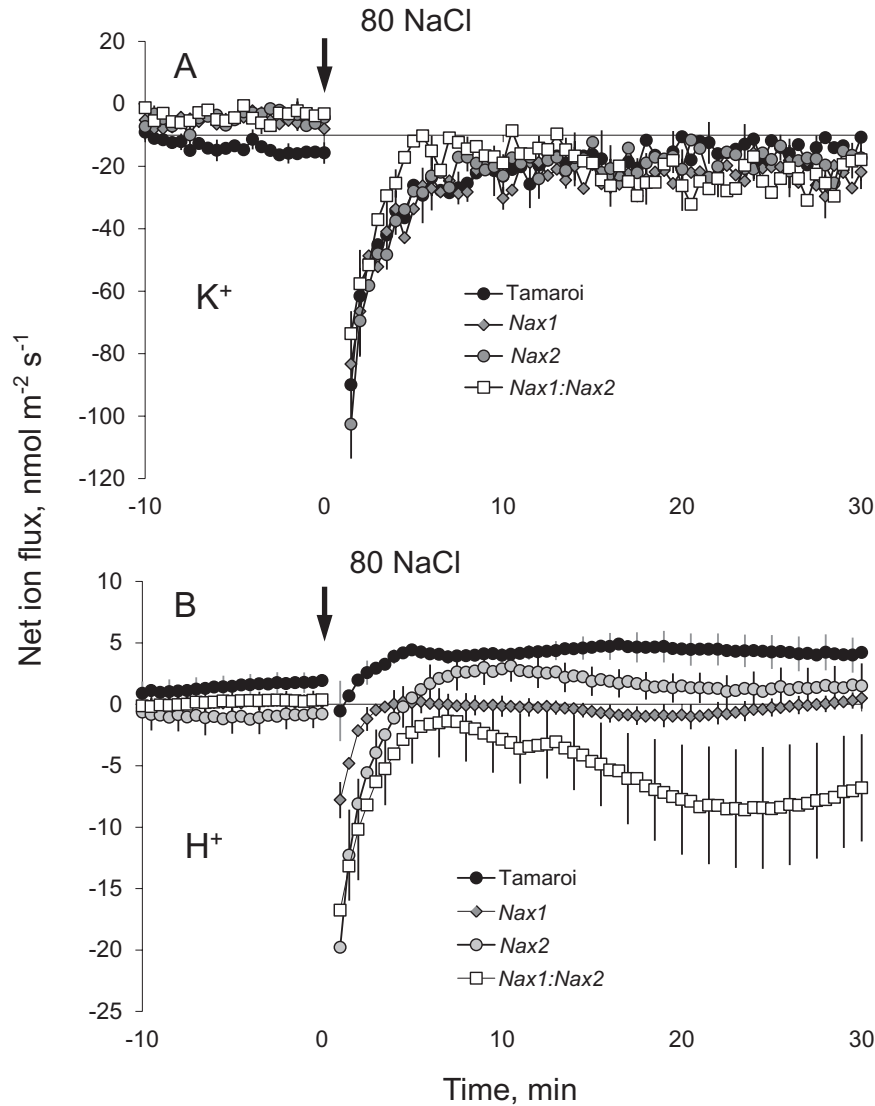 80 NaCl
A
20
0
-20
-40
-60
-80
-100
-120
K⁺
Tamaroi
Nax1
Nax2
Nax1:Nax2
-10 0 10 20 30
Net ion flux, nmol m⁻² s⁻¹
80 NaCl
B
10
5
0
-5
-10
-15
-20
-25
H⁺
Tamaroi
Nax1
Nax2
Nax1:Nax2
-10 0 10 20 30
Time, min